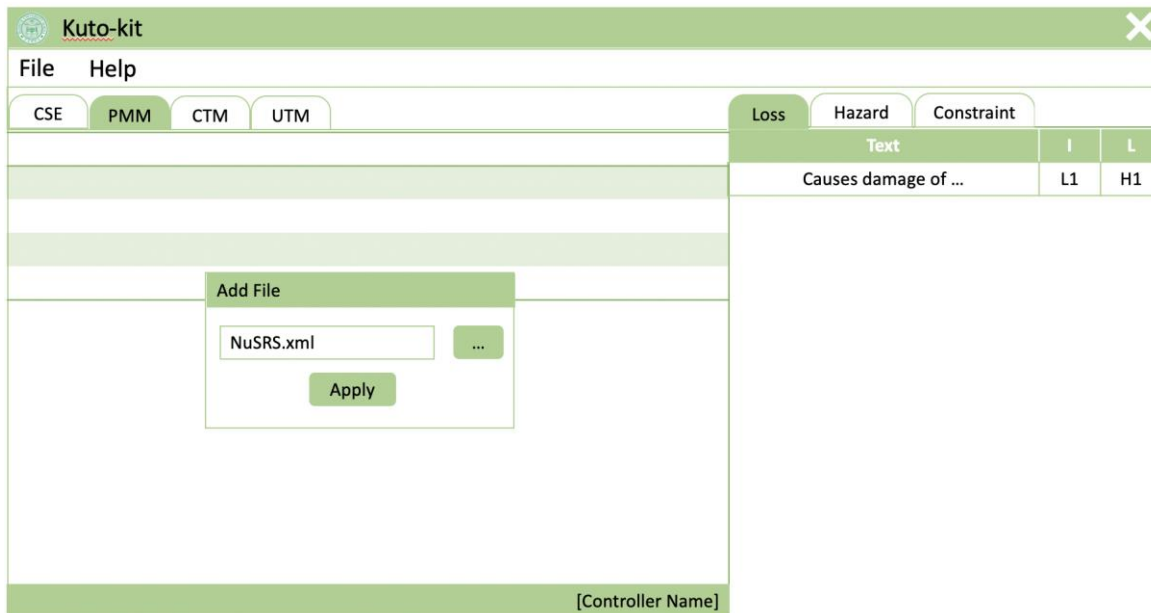 Kuto-kit
File Help
CSE PMM CTM UTM
Loss Hazard Constraint
Text I L
Causes damage of ... L1 H1
Add File
NuSRS.xml ...
Apply
[Controller Name]